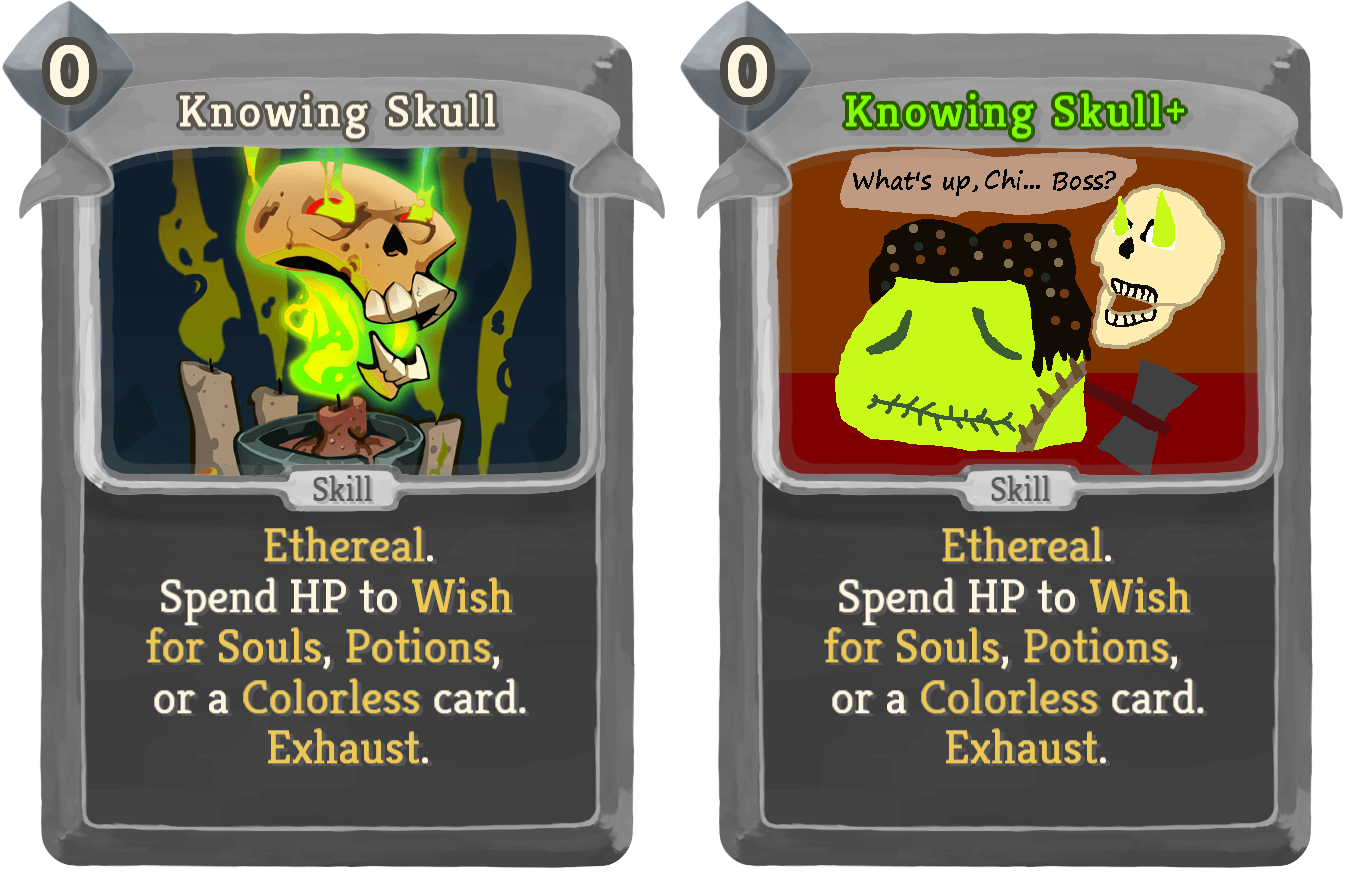 0
Knowing Skull
Skill
Ethereal.
Spend HP to Wish
for Souls, Potions,
or a Colorless card.
Exhaust.
0
Knowing Skull+
What's up, Chi... Boss?
Skill
Ethereal.
Spend HP to Wish
for Souls, Potions,
or a Colorless card.
Exhaust.